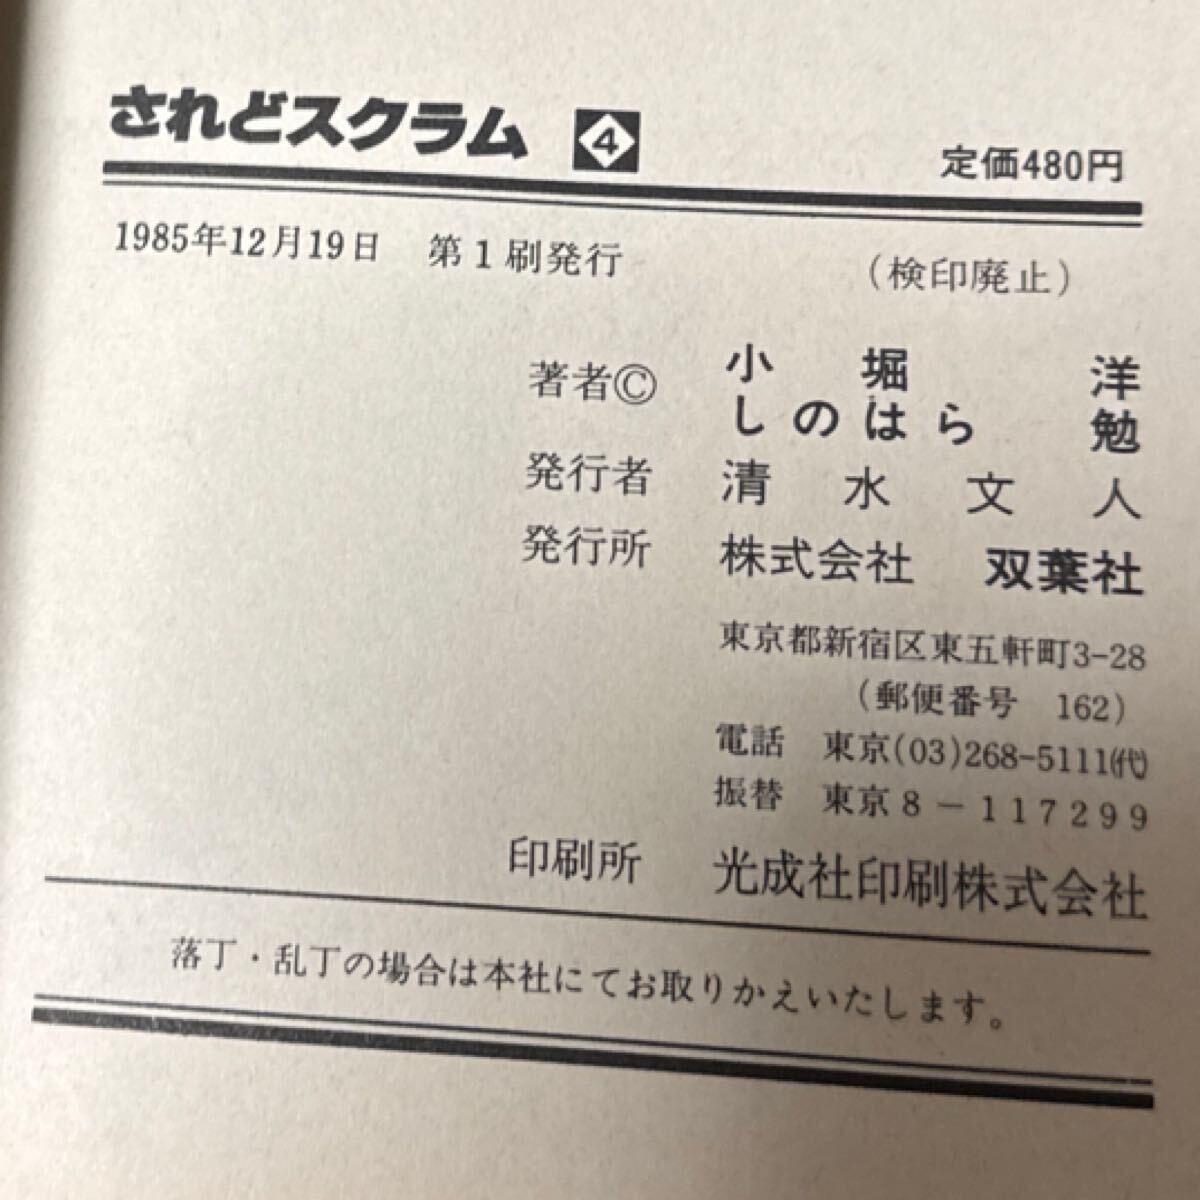 されどスクラム 4 定価480円
1985年12月19日 第1刷発行 (検印廃止)
著者© 小堀 洋
しのはら 勉
発行者 清水文人
発行所 株式会社 双葉社
東京都新宿区東五軒町3-28
(郵便番号 162)
電話 東京(03)268-5111(代)
振替 東京8-117299
印刷所 光成社印刷株式会社
落丁・乱丁の場合は本社にてお取りかえいたします。